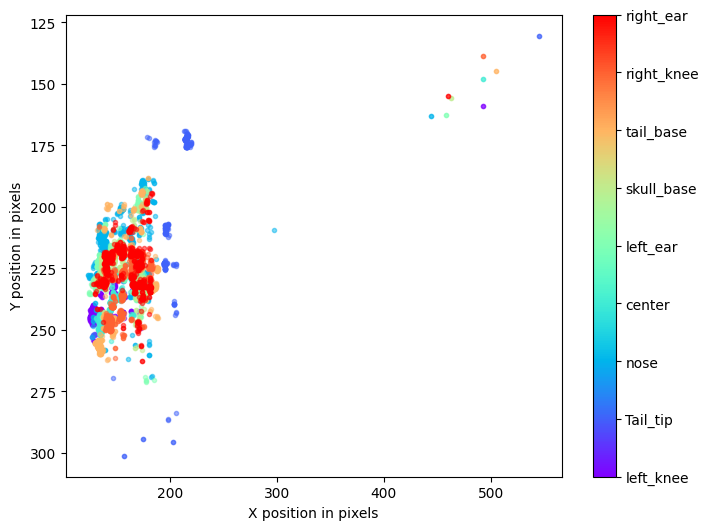 125
150
175
200
225
250
275
300
Y position in pixels
200
300
400
500
X position in pixels
right_ear
right_knee
tail_base
skull_base
left_ear
center
nose
Tail_tip
left_knee